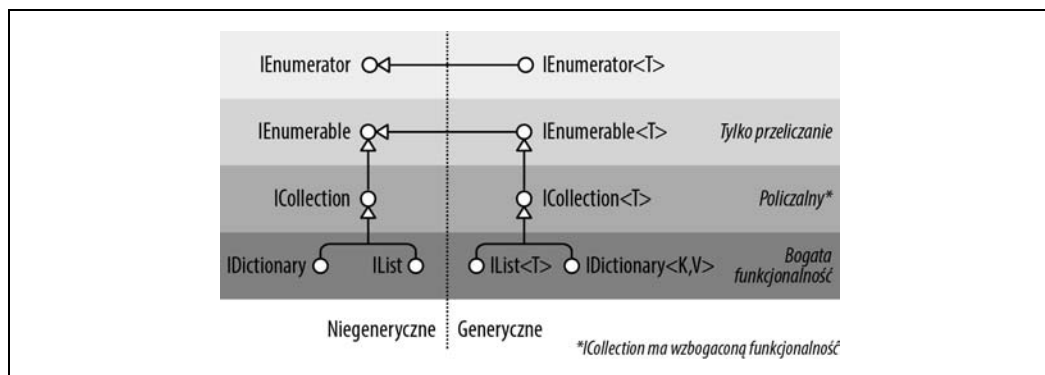 IEnumerator
IEnumerator<T>
IEnumerable
IEnumerable<T>
Tylko przeliczanie
ICollection
ICollection<T>
Policzalny*
IDictionary
IList
IList<T>
IDictionary<K,V>
Bogata
funkcjonalność
Niegeneryczne
Generyczne
*ICollection ma wzbogaconą funkcjonalność